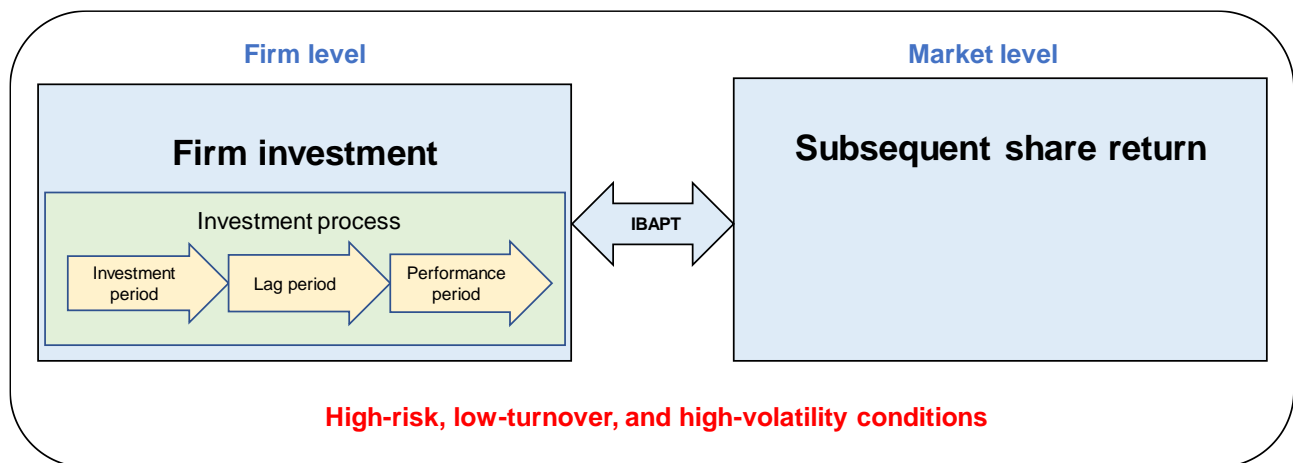 Firm level
Market level
Firm investment
Subsequent share return
Investment process
IBAPT
Investment
period
Lag period
Performance
period
High-risk, low-turnover, and high-volatility conditions